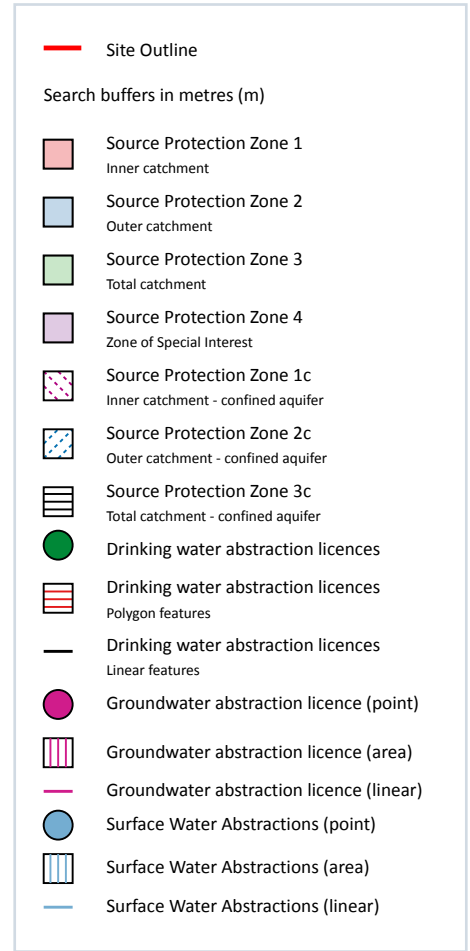 Site Outline
Search buffers in metres (m)
Source Protection Zone 1
Inner catchment
Source Protection Zone 2
Outer catchment
Source Protection Zone 3
Total catchment
Source Protection Zone 4
Zone of Special Interest
Source Protection Zone 1c
Inner catchment - confined aquifer
Source Protection Zone 2c
Outer catchment - confined aquifer
Source Protection Zone 3c
Total catchment - confined aquifer
Drinking water abstraction licences
Drinking water abstraction licences
Polygon features
Drinking water abstraction licences
Linear features
Groundwater abstraction licence (point)
Groundwater abstraction licence (area)
Groundwater abstraction licence (linear)
Surface Water Abstractions (point)
Surface Water Abstractions (area)
Surface Water Abstractions (linear)